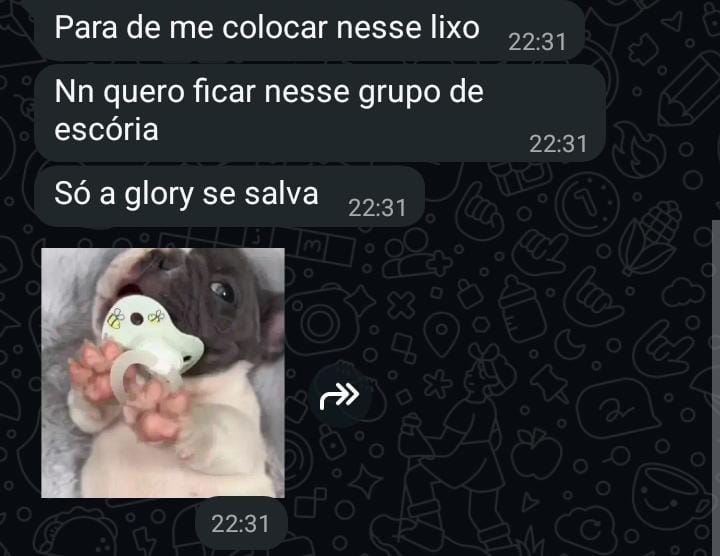 Para de me colocar nesse lixo
22:31
Nn quero ficar nesse grupo de
escória
22:31
Só a glory se salva
22:31
22:31